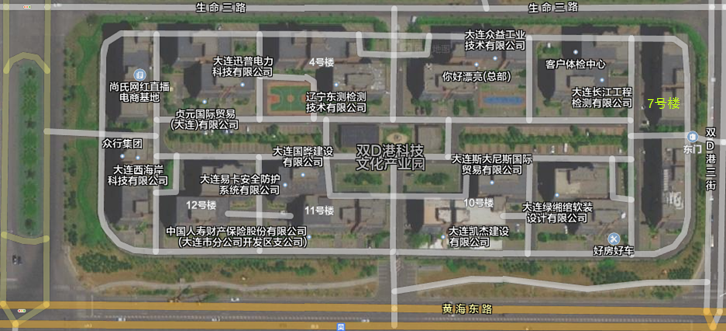 生命三路
生命三路
大连众益工业
技术有限公司
大连迅普电力
科技有限公司
4号楼
客户体检中心
你好漂亮(总部)
尚氏网红直播
电商基地
辽宁东测检测
技术有限公司
大连长江工程
检测有限公司
7号楼
贞元国际贸易
(大连)有限公司
双D港三街
东门
众行集团
大连国晔建设
有限公司
双D港科技
文化产业园
大连斯大尼斯国际
贸易有限公司
大连西海岸
科技有限公司
大连易卡安全防护
系统有限公司
12号楼
11号楼
10号楼
大连绿缃绾软装
设计有限公司
中国人寿财产保险股份有限公司
(大连市分公司开发区支公司)
大连凯杰建设
有限公司
好房好车
黄海东路